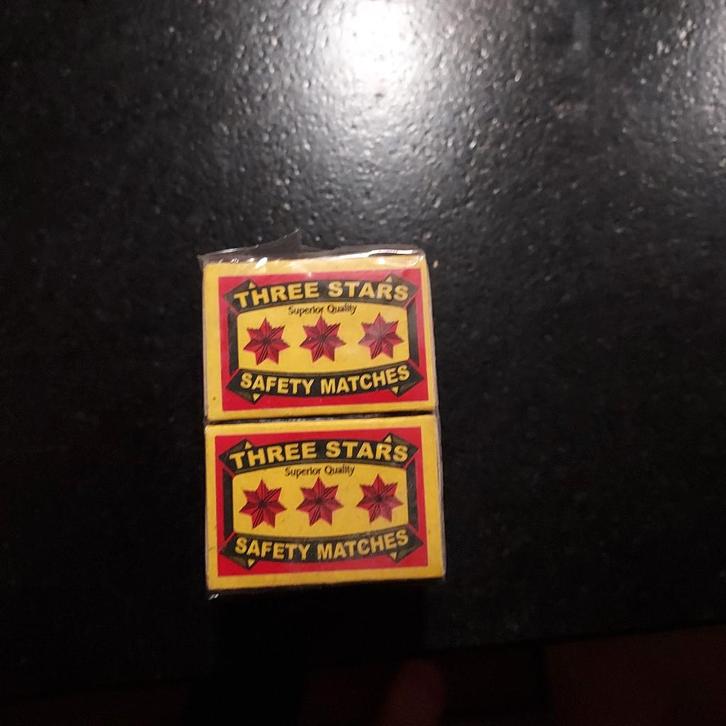 THREE STARS
Superior Quality
SAFETY MATCHES
THREE STARS
Superior Quality
SAFETY MATCHES